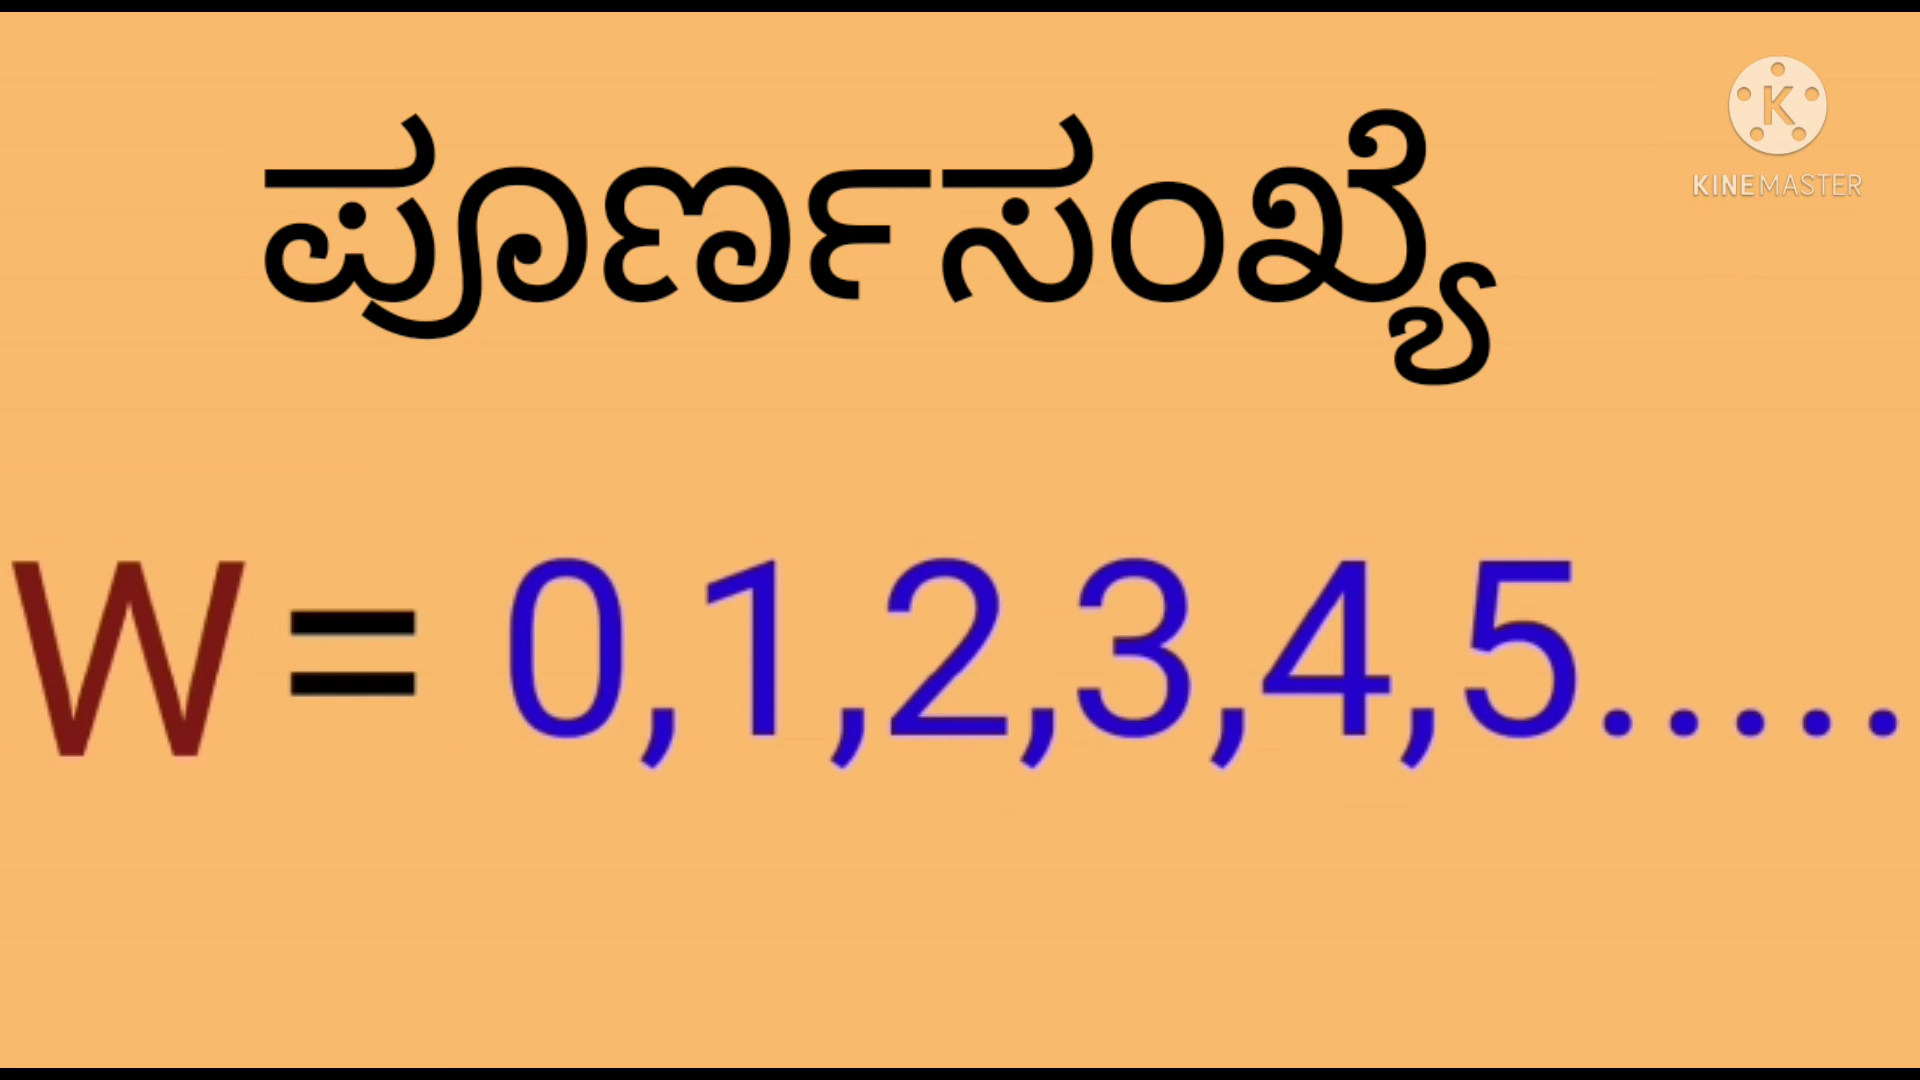 ಪೂರ್ಣಸಂಖ್ಯೆ
K
KINEMASTER
W = 0,1,2,3,4,5.....